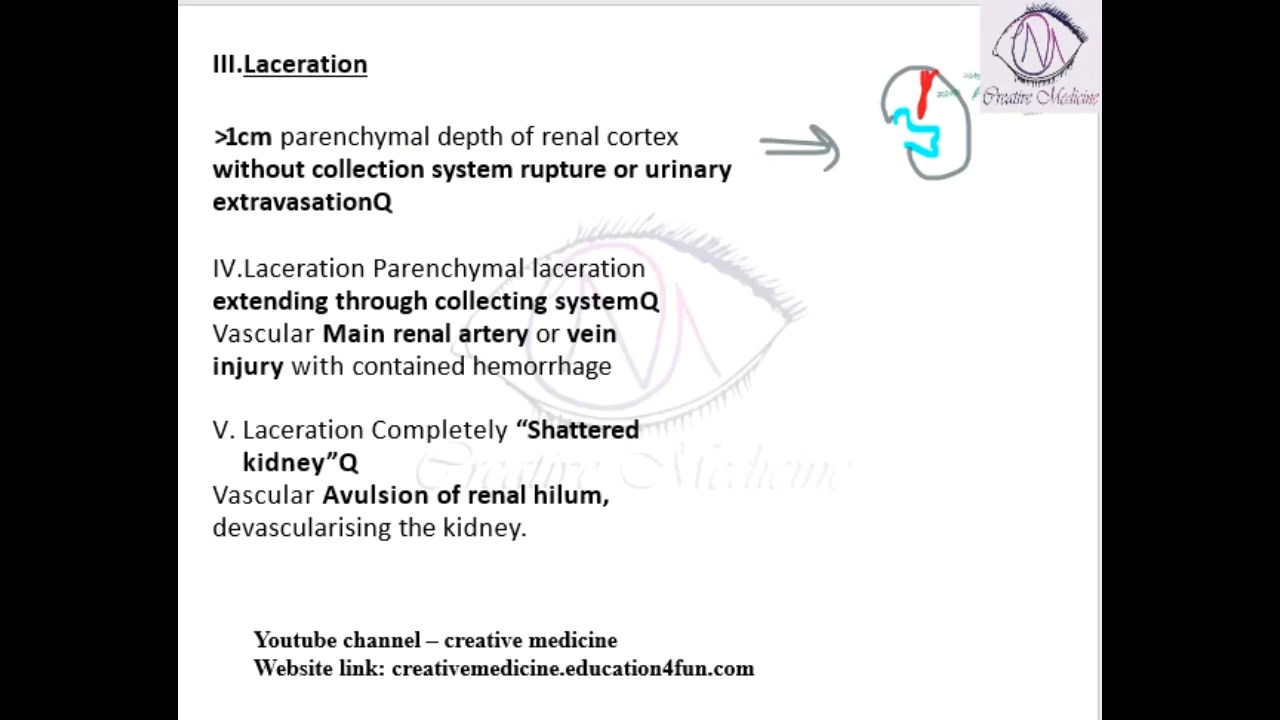 III.Laceration
>1cm parenchymal depth of renal cortex
without collection system rupture or urinary
extravasationQ
IV.Laceration Parenchymal laceration
extending through collecting systemQ
Vascular Main renal artery or vein
injury with contained hemorrhage
V. Laceration Completely “Shattered
kidney”Q
Vascular Avulsion of renal hilum,
devascularising the kidney.
Youtube channel – creative medicine
Website link: creativemedicine.education4fun.com
Creative Medicine
Creative Medicine